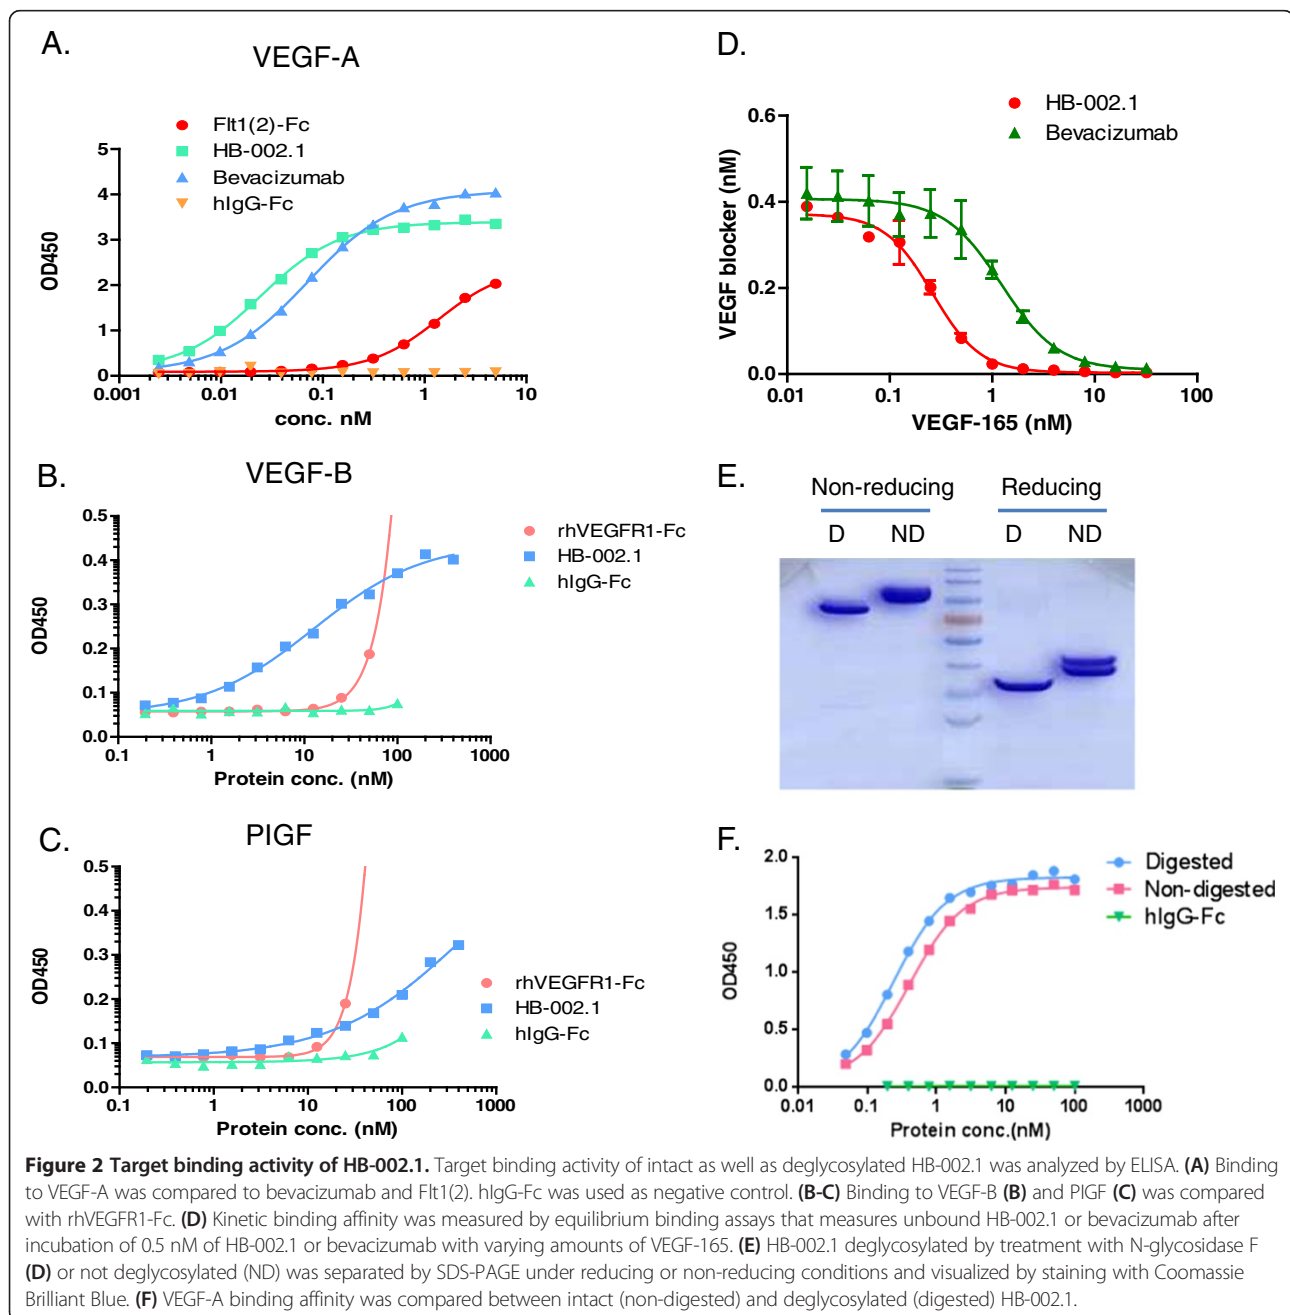 A.
VEGF-A
Flt1(2)-Fc
HB-002.1
Bevacizumab
hIgG-Fc
5
4
3
2
1
0
OD450
0.001
0.01
0.1
1
10
conc. nM
D.
HB-002.1
Bevacizumab
0.6
0.4
0.2
0.0
VEGF blocker (nM)
0.01
0.1
1
10
100
VEGF-165 (nM)
B.
VEGF-B
0.5
0.4
0.3
0.2
0.1
0.0
OD450
rhVEGFR1-Fc
HB-002.1
hIgG-Fc
0.1
1
10
100
1000
Protein conc. (nM)
E.
Non-reducing
Reducing
D
ND
D
ND
C.
PIGF
0.5
0.4
0.3
0.2
0.1
0.0
OD450
rhVEGFR1-Fc
HB-002.1
hIgG-Fc
0.1
1
10
100
1000
Protein conc. (nM)
F.
2.0
1.5
1.0
0.5
0.0
OD450
Digested
Non-digested
hIgG-Fc
0.01
0.1
1
10
100
1000
Protein conc.(nM)
Figure 2 Target binding activity of HB-002.1. Target binding activity of intact as well as deglycosylated HB-002.1 was analyzed by ELISA. (A) Binding
to VEGF-A was compared to bevacizumab and Flt1(2). hIgG-Fc was used as negative control. (B-C) Binding to VEGF-B (B) and PIGF (C) was compared
with rhVEGFR1-Fc. (D) Kinetic binding affinity was measured by equilibrium binding assays that measures unbound HB-002.1 or bevacizumab after
incubation of 0.5 nM of HB-002.1 or bevacizumab with varying amounts of VEGF-165. (E) HB-002.1 deglycosylated by treatment with N-glycosidase F
(D) or not deglycosylated (ND) was separated by SDS-PAGE under reducing or non-reducing conditions and visualized by staining with Coomassie
Brilliant Blue. (F) VEGF-A binding affinity was compared between intact (non-digested) and deglycosylated (digested) HB-002.1.